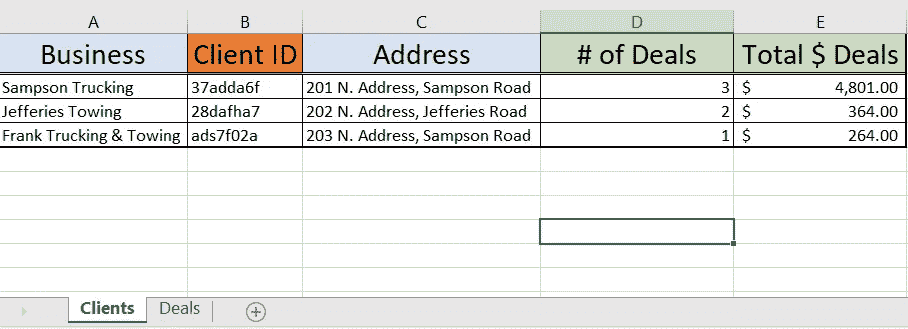 A B C D E
Business Client ID Address # of Deals Total $ Deals
Sampson Trucking 37adda6f 201 N. Address, Sampson Road 3 $ 4,801.00
Jefferies Towing 28dafha7 202 N. Address, Jefferies Road 2 $ 364.00
Frank Trucking & Towing ads7f02a 203 N. Address, Sampson Road 1 $ 264.00
Clients Deals